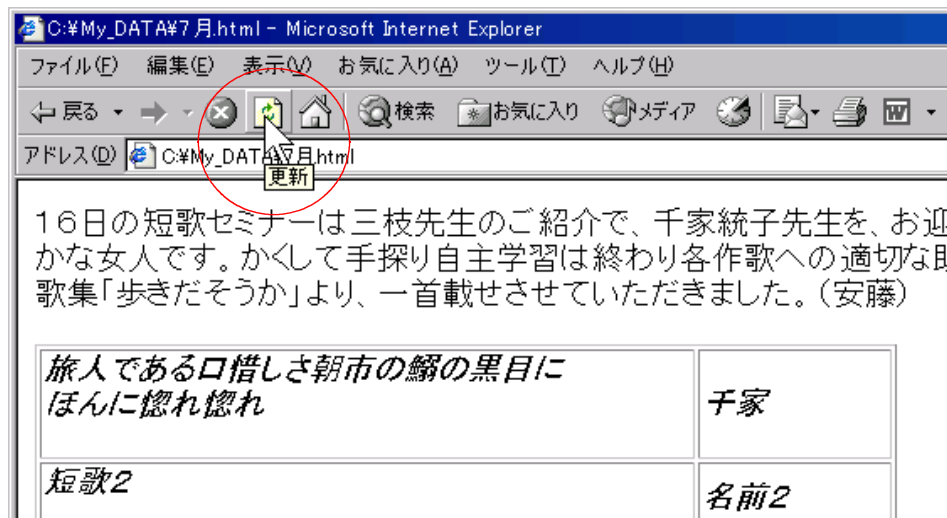 C:¥My_DATA¥7月.html - Microsoft Internet Explorer
ファイル(F) 編集(E) 表示(V) お気に入り(A) ツール(T) ヘルプ(H)
戻る 検索 お気に入り メディア
アドレス(D) C:¥My_DATA¥7月.html
更新
16日の短歌セミナーは三枝先生のご紹介で、千家統子先生を、お迎
かな女人です。かくして手探り自主学習は終わり各作歌への適切な
歌集「歩きだそうか」より、一首載せさせていただきました。(安藤)
旅人である口惜しさ朝市の鰯の黒目に
ほんに惚れ惚れ
千家
短歌2
名前2